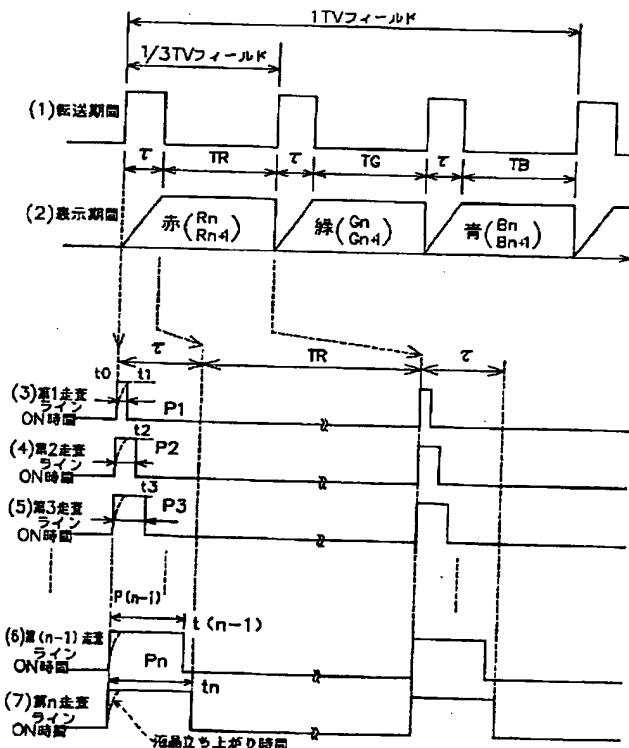 1TVフィールド
1/3TVフィールド
(1)転送期間
τ TR τ TG τ TB
(2)表示期間
赤(Rn Rn+1) 緑(Gn Gn+1) 青(Bn Bn+1)
τ TR τ
t0 t1
(3)第1走査
ライン
ON時間
P1
t2
(4)第2走査
ライン
ON時間
P2
t3
(5)第3走査
ライン
ON時間
P3
P(n-1)
t(n-1)
(6)第(n-1)走査
ライン
ON時間
Pn
tn
(7)第n走査
ライン
ON時間
液晶立ち上がり時間